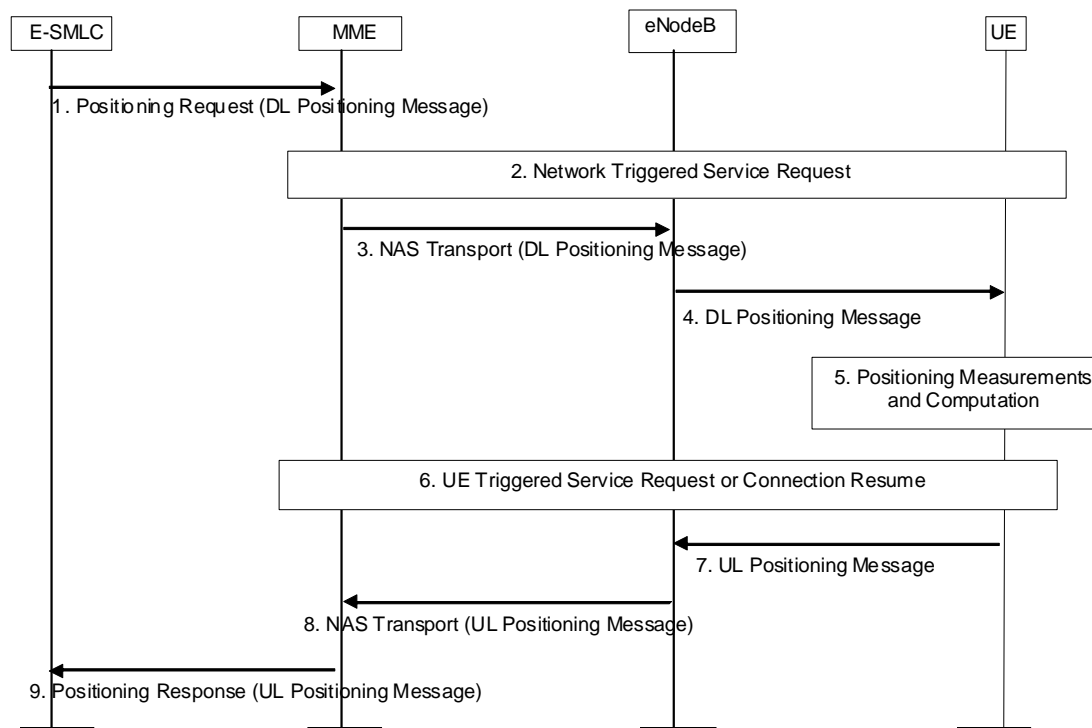 E-SMLC
MME
eNodeB
UE
1. Positioning Request (DL Positioning Message)
2. Network Triggered Service Request
3. NAS Transport (DL Positioning Message)
4. DL Positioning Message
5. Positioning Measurements
and Computation
6. UE Triggered Service Request or Connection Resume
7. UL Positioning Message
8. NAS Transport (UL Positioning Message)
9. Positioning Response (UL Positioning Message)